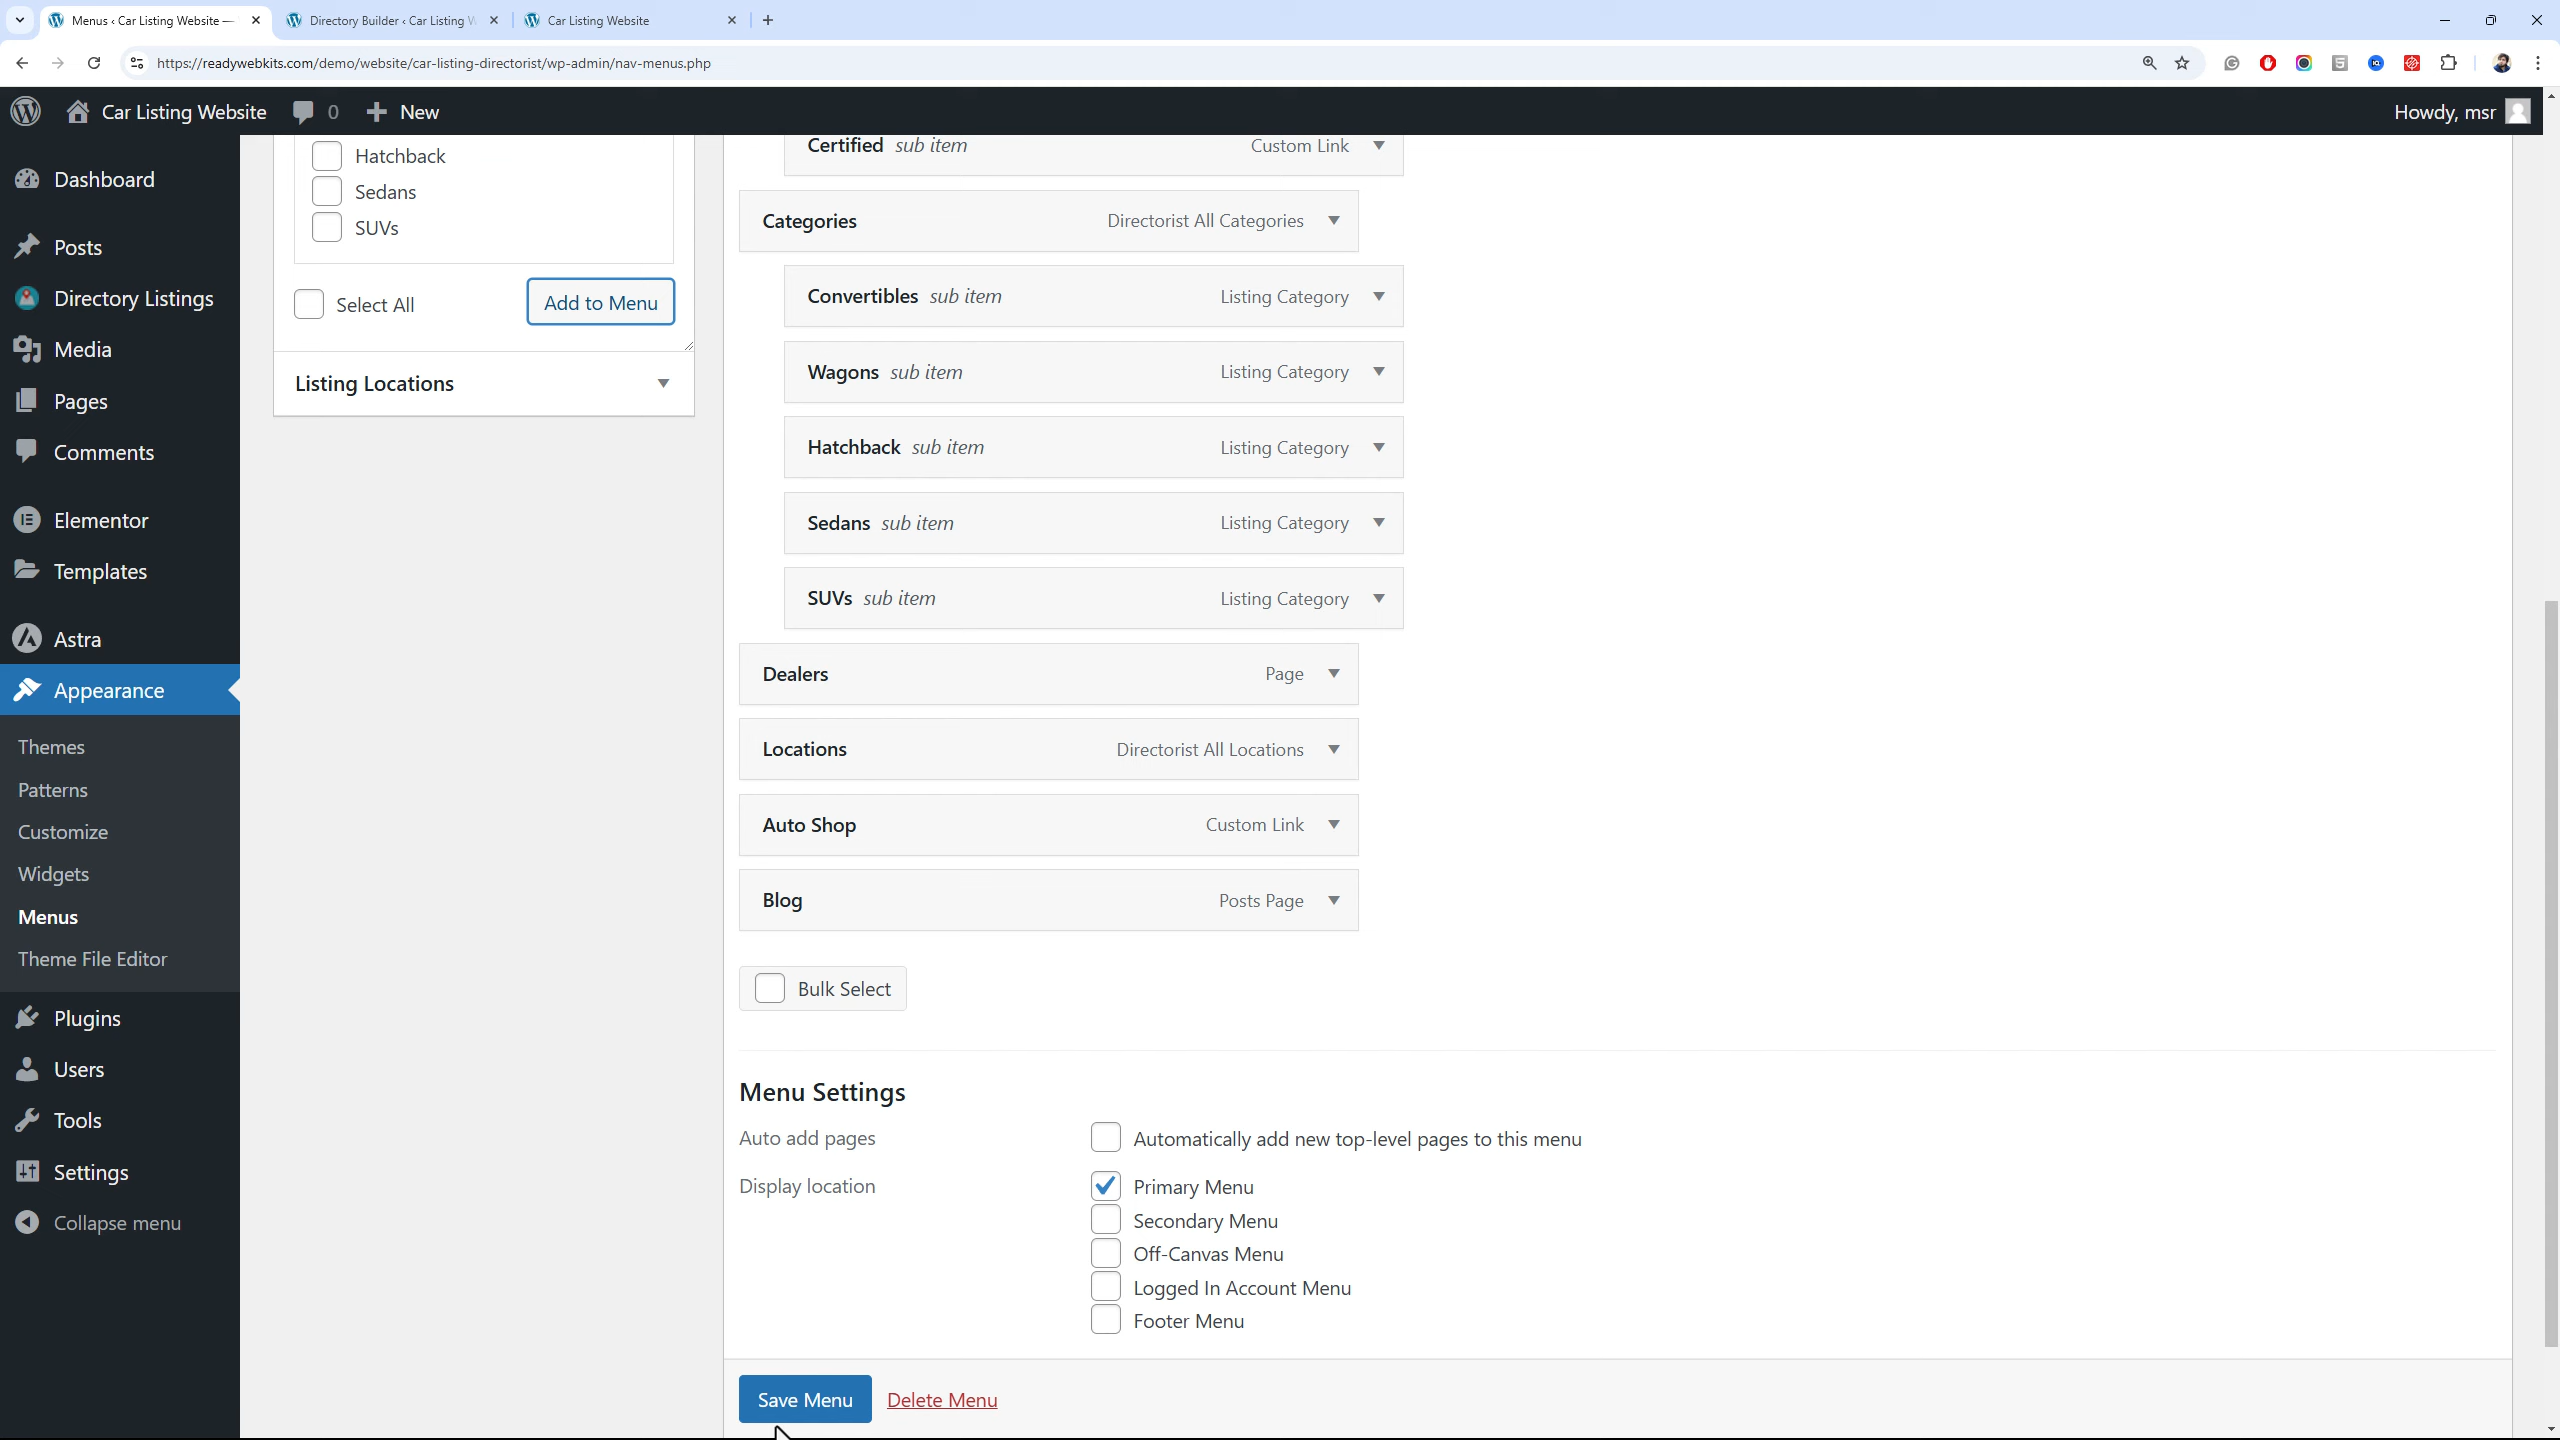 Menus ‹ Car Listing Website —
Directory Builder ‹ Car Listing W
Car Listing Website
https://readywebkits.com/demo/website/car-listing-directorist/wp-admin/nav-menus.php
Car Listing Website
0
New
Howdy, msr
Dashboard
Posts
Directory Listings
Media
Pages
Comments
Elementor
Templates
Astra
Appearance
Themes
Patterns
Customize
Widgets
Menus
Theme File Editor
Plugins
Users
Tools
Settings
Collapse menu
Hatchback
Sedans
SUVs
Select All
Add to Menu
Listing Locations
Certified sub item Custom Link
Categories Directorist All Categories
Convertibles sub item Listing Category
Wagons sub item Listing Category
Hatchback sub item Listing Category
Sedans sub item Listing Category
SUVs sub item Listing Category
Dealers Page
Locations Directorist All Locations
Auto Shop Custom Link
Blog Posts Page
Bulk Select
Menu Settings
Auto add pages Automatically add new top-level pages to this menu
Display location Primary Menu
Secondary Menu
Off-Canvas Menu
Logged In Account Menu
Footer Menu
Save Menu Delete Menu